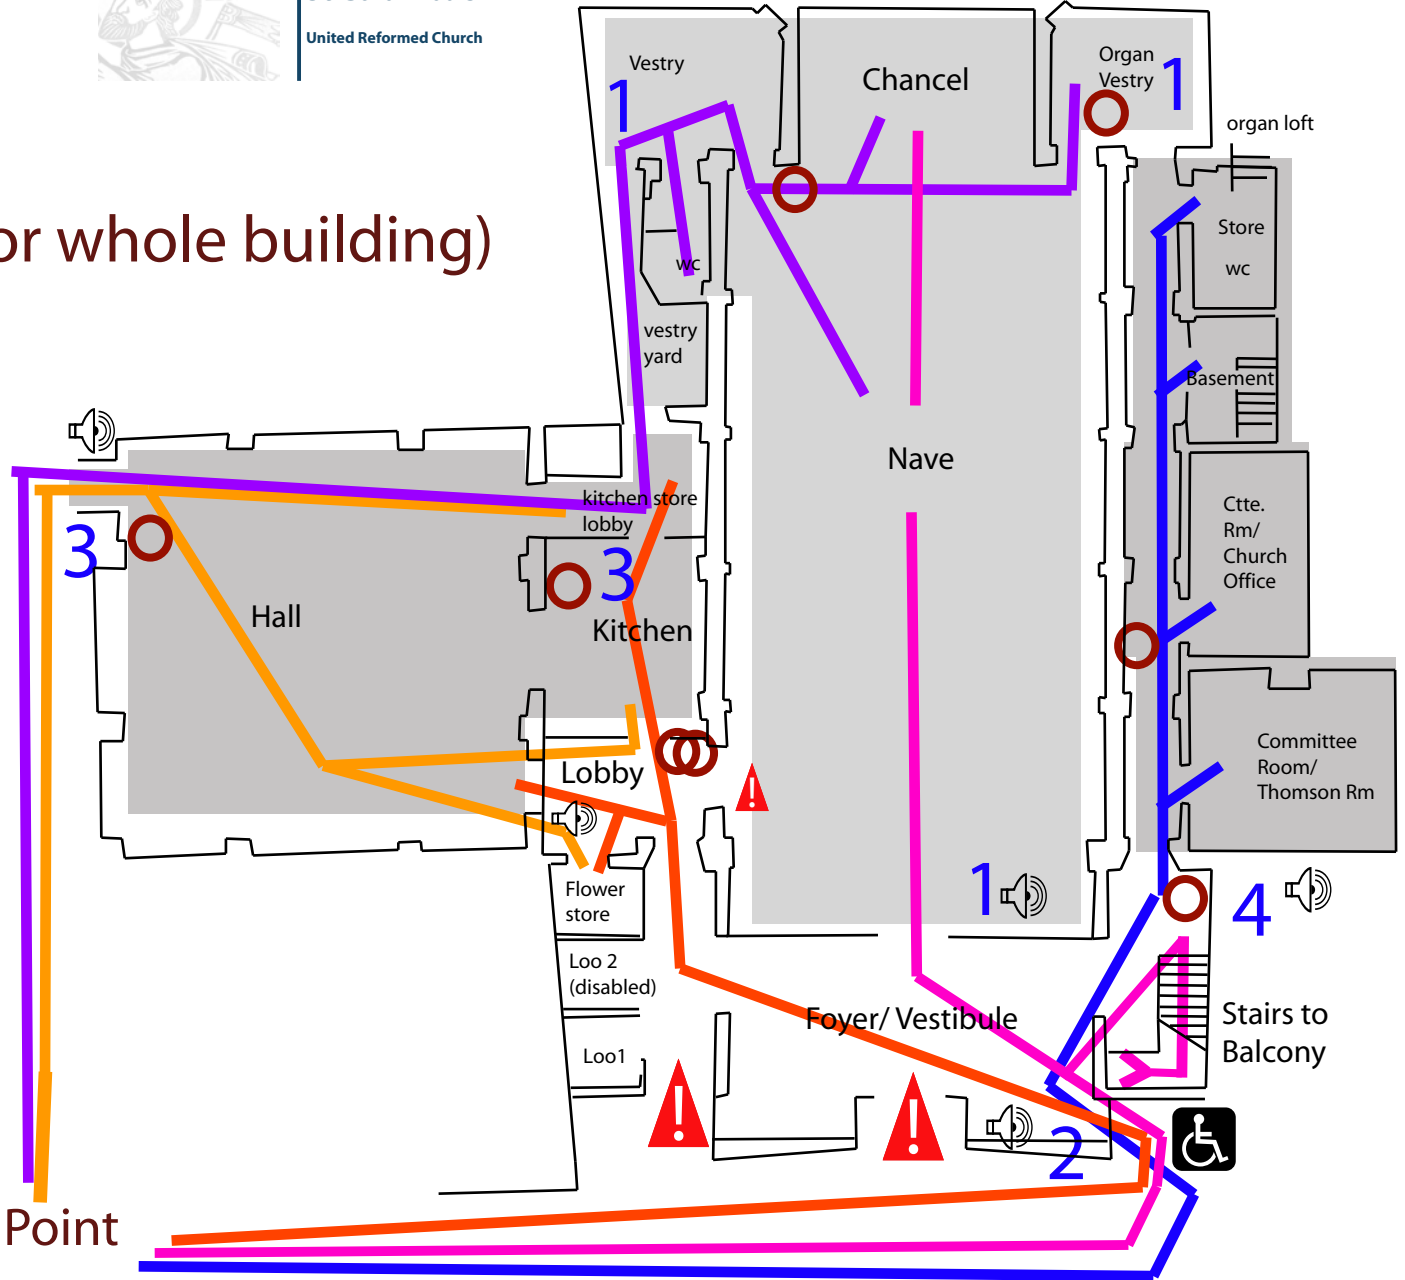 United Reformed Church
Vestry
1
Chancel
Organ
Vestry
1
organ loft
or whole building)
Store
wc
wc
vestry
yard
Basement
Nave
kitchen store
lobby
Ctte.
Rm/
Church
Office
3
3
Hall
Kitchen
Lobby
Committee
Room/
Thomson Rm
!
Flower
store
1
4
Loo 2
(disabled)
Foyer/ Vestibule
Stairs to
Balcony
Loo1
!
!
2
Point